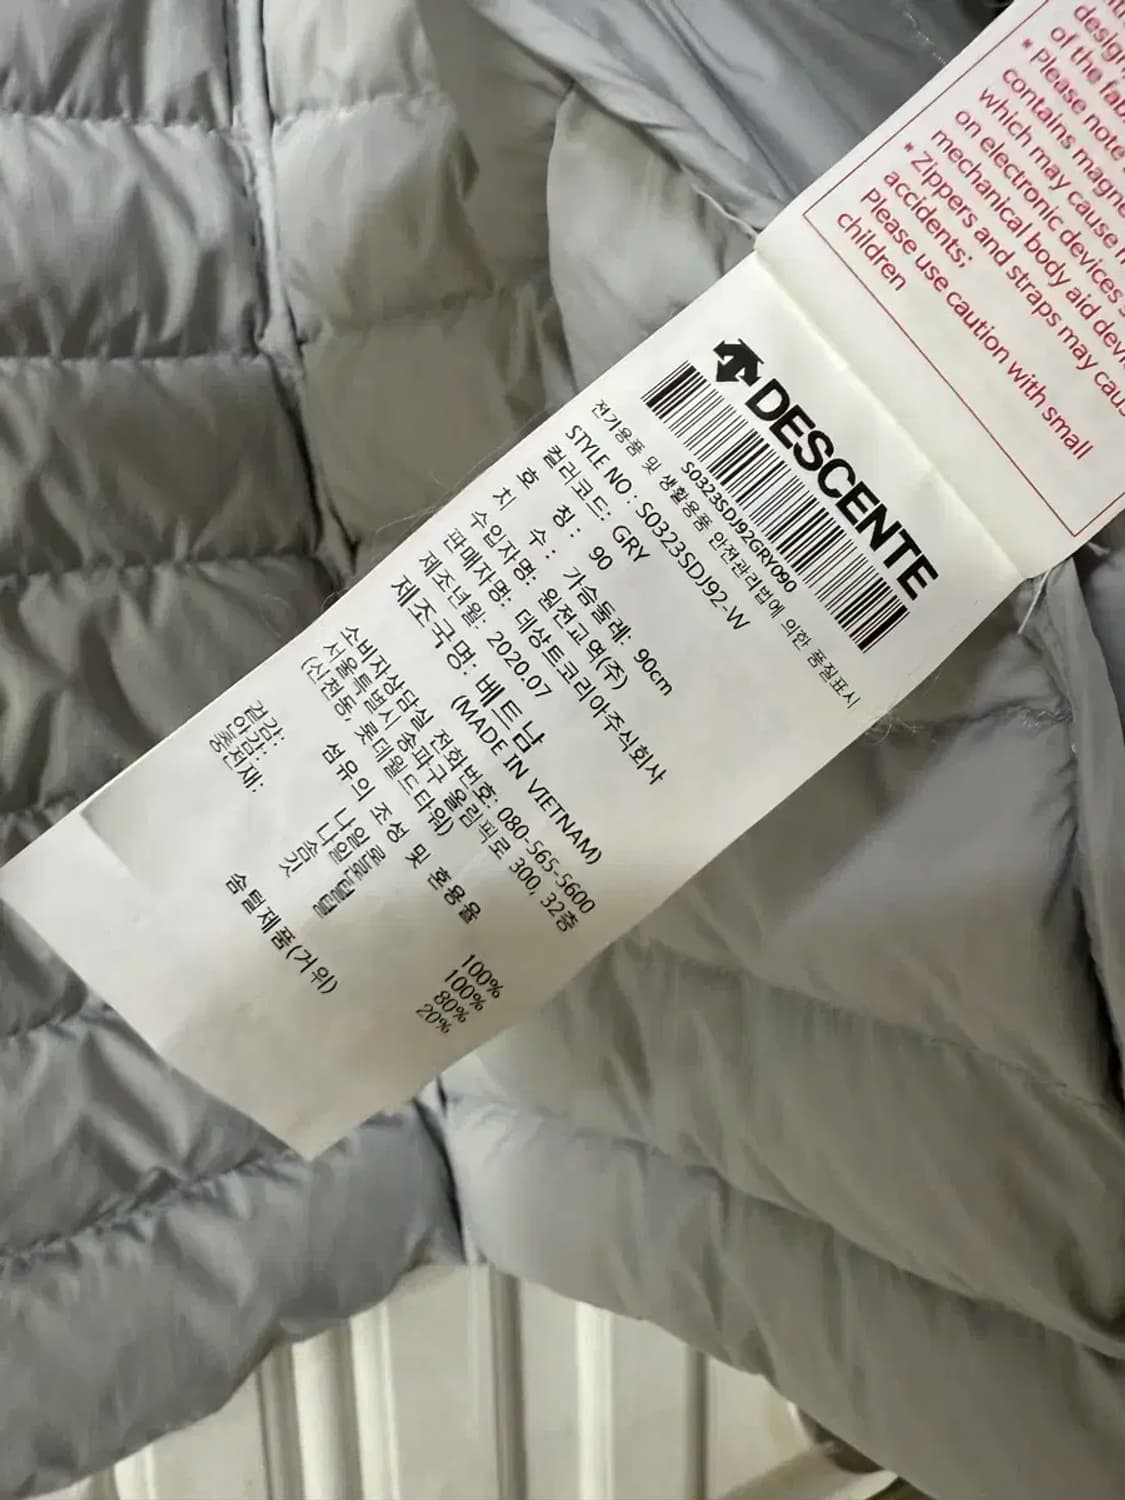 design
of the fab
* Please note
contains magne
which may cause
on electronic devices
mechanical body aid devi
* Zippers and straps may cau
accidents;
Please use caution with small
children
DESCENTE
S0323SDJ92GRY090
전기용품 및 생활용품 안전관리법에 의한 품질표시
STYLE NO : S0323SDJ92-W
컬러코드: GRY
호 칭: 90
치 수: 가슴둘레: 90cm
수입자명: 원전교역(주)
판매자명: 데상트코리아주식회사
제조년월: 2020.07
제조국명: 베트남
(MADE IN VIETNAM)
소비자상담실 전화번호: 080-565-5600
서울특별시 송파구 올림픽로 300, 32층
(신천동, 롯데월드타워)
섬유의 조성 및 혼용율
겉감: 나일론 100%
안감: 나일론 100%
충전재: 솜털 80%
깃털 20%
솜털제품(거위)